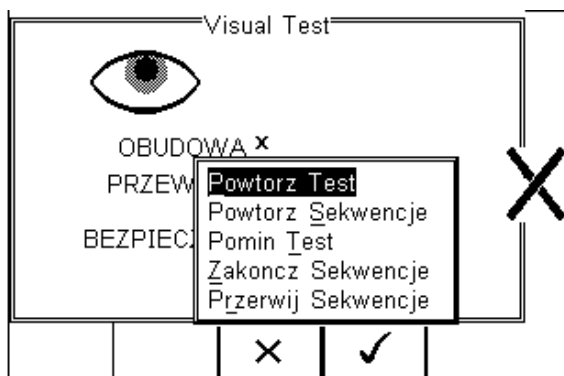 Visual Test
OBUDOWA x
PRZEW
Powtorz Test
Powtorz Sekwencje
BEZPIECZ
Pomin Test
Zakoncz Sekwencje
Przerwij Sekwencje